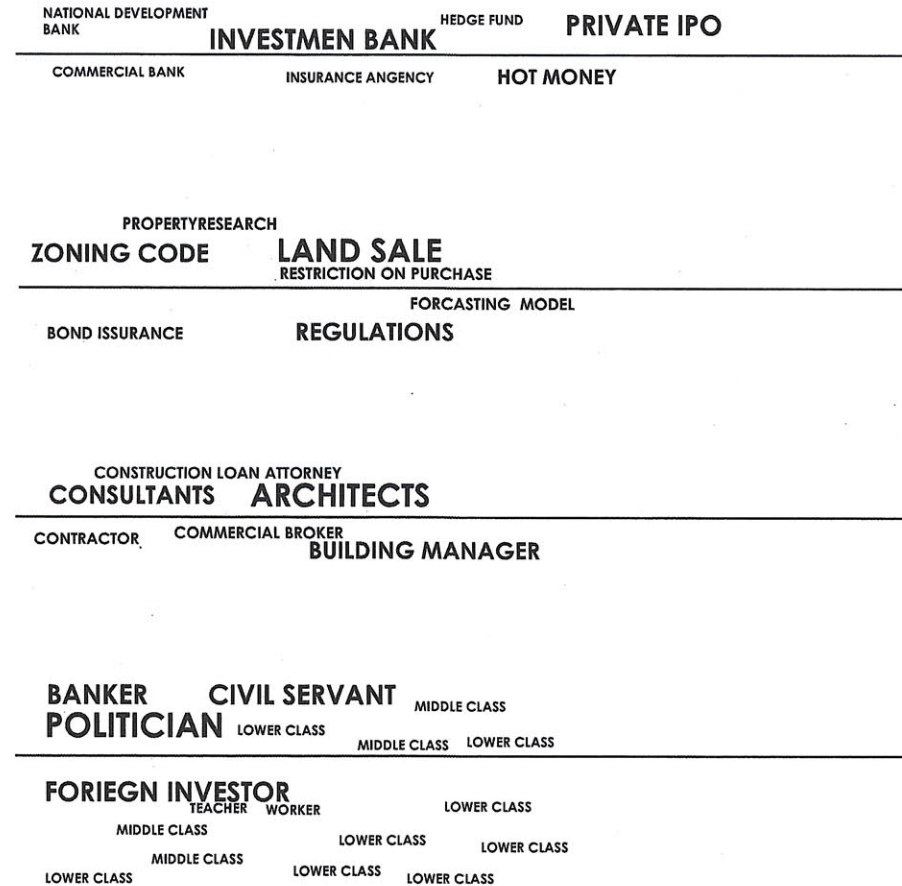 NATIONAL DEVELOPMENT
BANK
INVESTMEN BANK
HEDGE FUND
PRIVATE IPO
COMMERCIAL BANK
INSURANCE ANGENCY
HOT MONEY
PROPERTYRESEARCH
ZONING CODE
LAND SALE
RESTRICTION ON PURCHASE
FORCASTING MODEL
BOND ISSURANCE
REGULATIONS
CONSTRUCTION LOAN ATTORNEY
CONSULTANTS
ARCHITECTS
CONTRACTOR
COMMERCIAL BROKER
BUILDING MANAGER
BANKER
CIVIL SERVANT
MIDDLE CLASS
POLITICIAN
LOWER CLASS
MIDDLE CLASS
LOWER CLASS
FORIEGN INVESTOR
TEACHER
WORKER
LOWER CLASS
MIDDLE CLASS
LOWER CLASS
LOWER CLASS
MIDDLE CLASS
LOWER CLASS
LOWER CLASS
LOWER CLASS